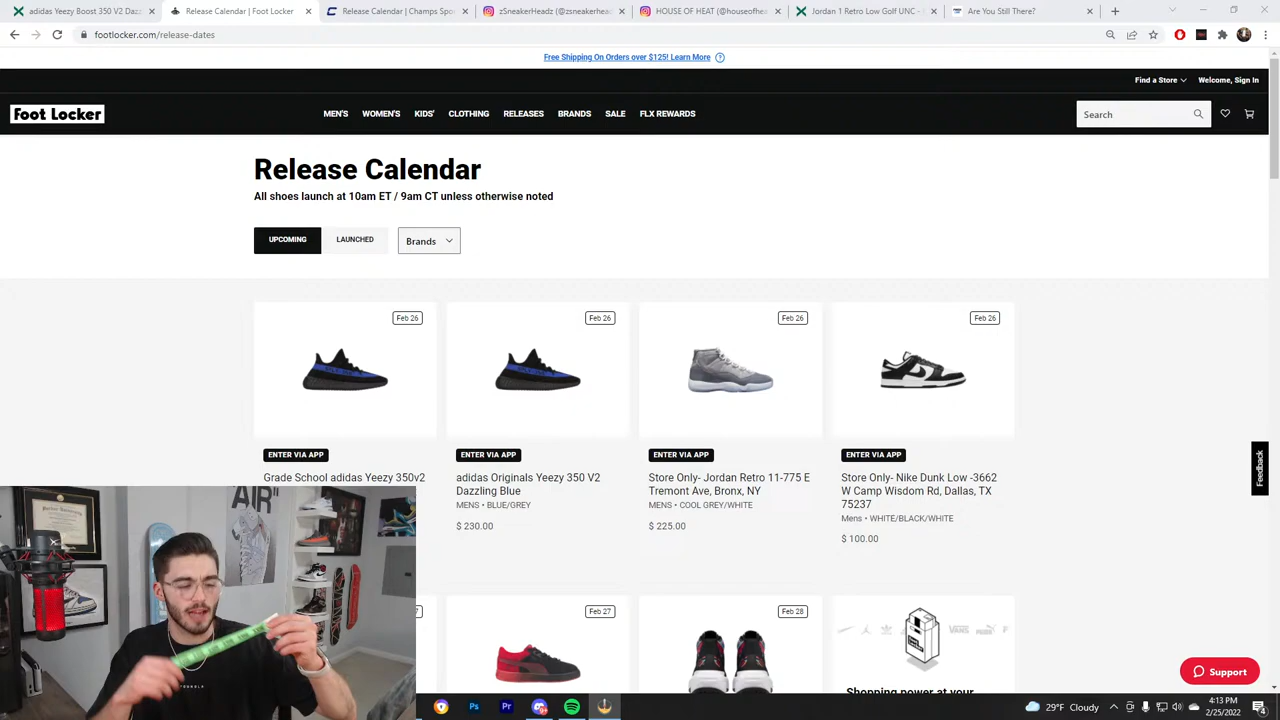 adidas Yeezy Boost 350 V2 Dazz
Release Calendar | Foot Locker
Release Calendar | Champs Spo
zSneakerHeadz (@zsneakerhead
HOUSE OF HEAT (@houseofhea
Jordan 1 Retro Low Golf UNC -
Are You Still There?
footlocker.com/release-dates
Free Shipping On Orders over $125! Learn More
Find a Store
Welcome, Sign In
Foot Locker
MEN'S WOMEN'S KIDS' CLOTHING RELEASES BRANDS SALE FLX REWARDS
Search
Release Calendar
All shoes launch at 10am ET / 9am CT unless otherwise noted
UPCOMING LAUNCHED Brands
Feb 26
Feb 26
Feb 26
Feb 26
ENTER VIA APP
Grade School adidas Yeezy 350v2
ENTER VIA APP
adidas Originals Yeezy 350 V2
Dazzling Blue
MENS • BLUE/GREY
$ 230.00
ENTER VIA APP
Store Only- Jordan Retro 11-775 E
Tremont Ave, Bronx, NY
MENS • COOL GREY/WHITE
$ 225.00
ENTER VIA APP
Store Only- Nike Dunk Low -3662
W Camp Wisdom Rd, Dallas, TX
75237
Mens • WHITE/BLACK/WHITE
$ 100.00
Feedback
AIR"
Feb 27
Feb 28
VANS
Shopping power at your
Support
29°F Cloudy
4:13 PM
2/25/2022
4